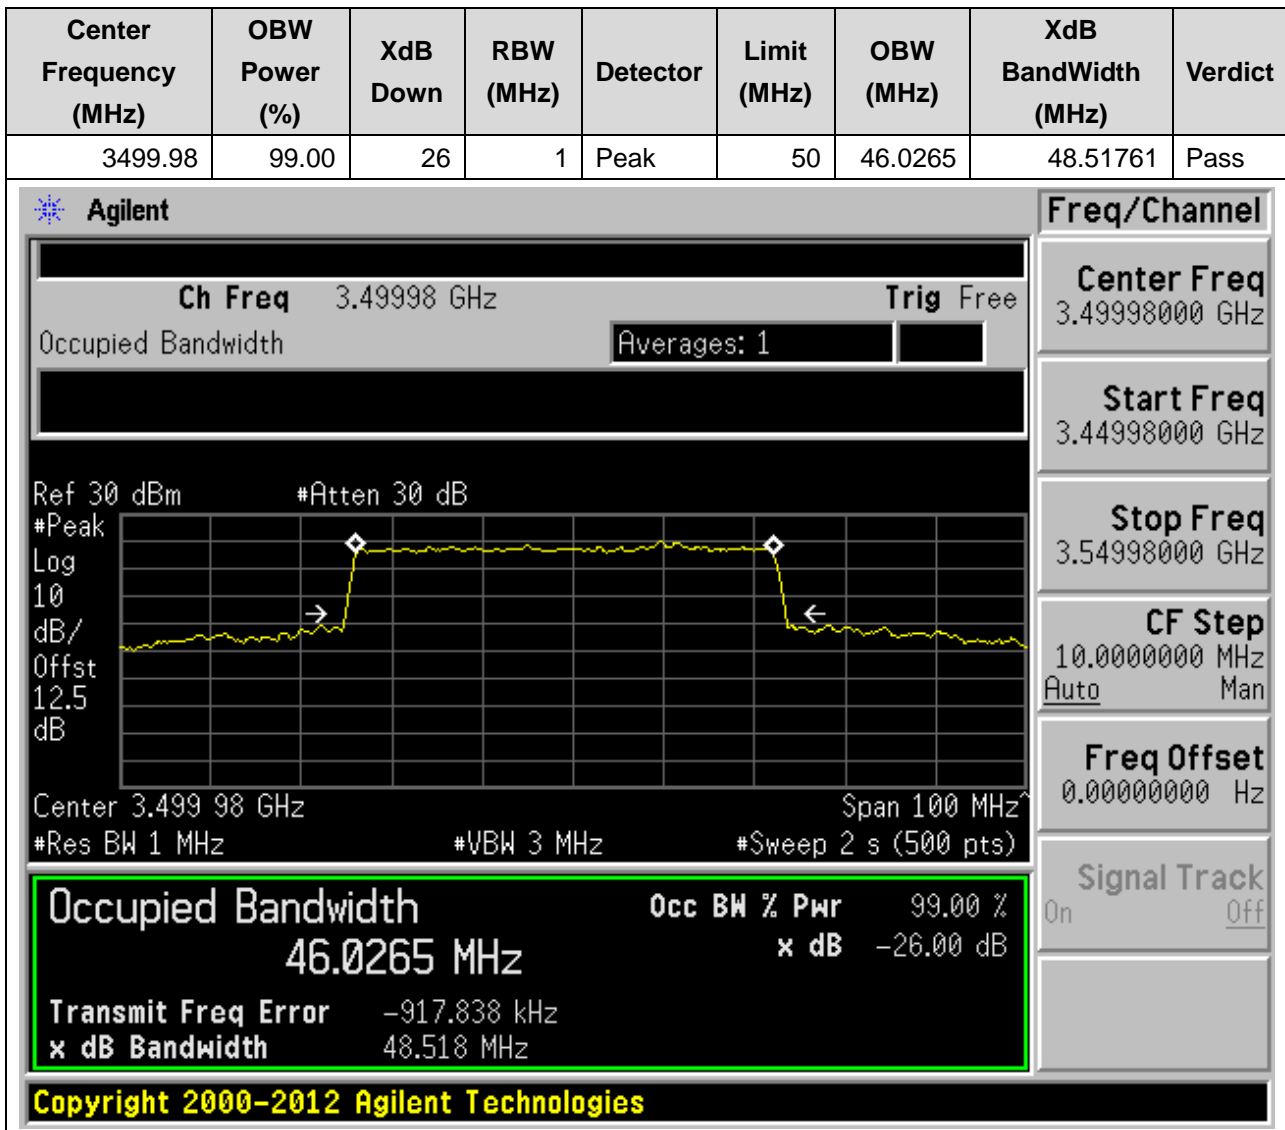 Center Frequency (MHz) OBW Power (%) XdB Down RBW (MHz) Detector Limit (MHz) OBW (MHz) XdB BandWidth (MHz) Verdict
3499.98 99.00 26 1 Peak 50 46.0265 48.51761 Pass
Agilent
Ch Freq 3.49998 GHz Trig Free
Occupied Bandwidth Averages: 1
Ref 30 dBm #Atten 30 dB
#Peak
Log
10
dB/
Offst
12.5
dB
Center 3.499 98 GHz Span 100 MHz^
#Res BW 1 MHz #VBW 3 MHz #Sweep 2 s (500 pts)
Occupied Bandwidth Occ BW % Pwr 99.00 %
46.0265 MHz x dB -26.00 dB
Transmit Freq Error -917.838 kHz
x dB Bandwidth 48.518 MHz
Copyright 2000-2012 Agilent Technologies
Freq/Channel
Center Freq
3.49998000 GHz
Start Freq
3.44998000 GHz
Stop Freq
3.54998000 GHz
CF Step
10.0000000 MHz
Auto Man
Freq Offset
0.00000000 Hz
Signal Track
On Off